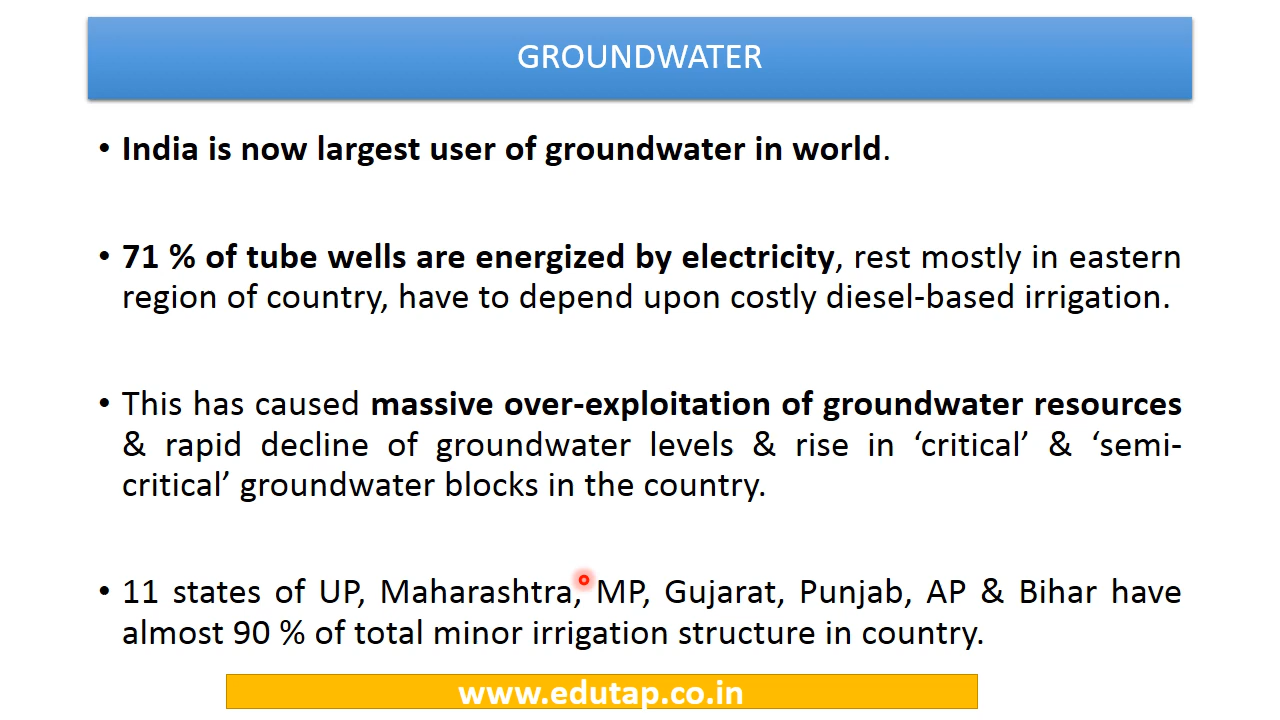 GROUNDWATER
• India is now largest user of groundwater in world.
• 71 % of tube wells are energized by electricity, rest mostly in eastern
region of country, have to depend upon costly diesel-based irrigation.
• This has caused massive over-exploitation of groundwater resources
& rapid decline of groundwater levels & rise in ‘critical’ & ‘semi-
critical’ groundwater blocks in the country.
• 11 states of UP, Maharashtra, MP, Gujarat, Punjab, AP & Bihar have
almost 90 % of total minor irrigation structure in country.
www.edutap.co.in